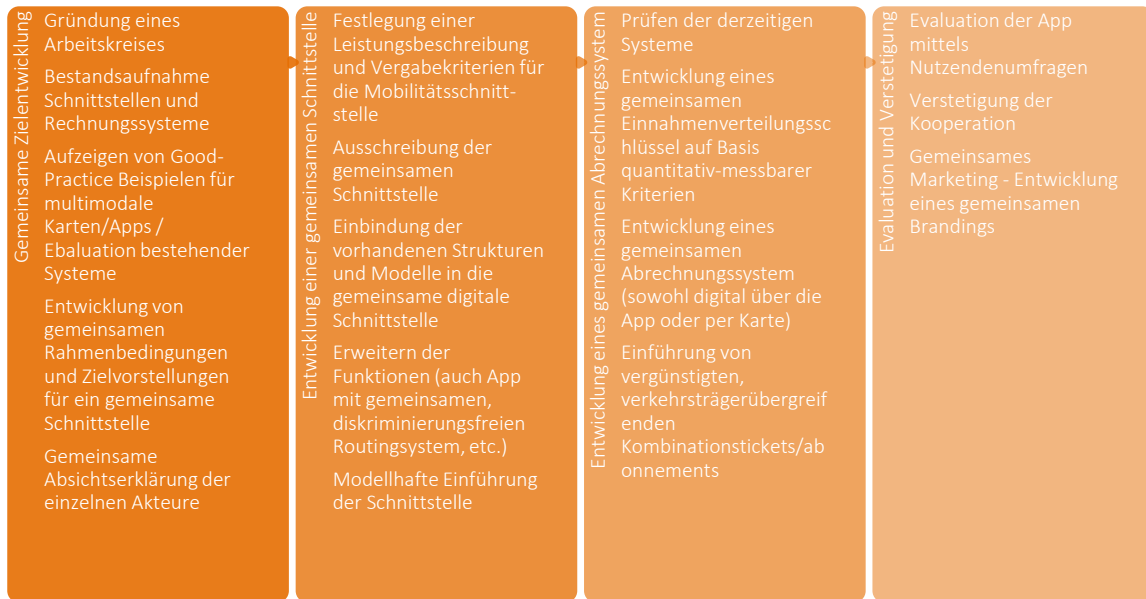 Gemeinsame Zielentwicklung
Gründung eines
Arbeitskreises
Bestandsaufnahme
Schnittstellen und
Rechnungssysteme
Aufzeigen von Good-
Practice Beispielen für
multimodale
Karten/Apps /
Ebaluation bestehender
Systeme
Entwicklung von
gemeinsamen
Rahmenbedingungen
und Zielvorstellungen
für ein gemeinsame
Schnittstelle
Gemeinsame
Absichtserklärung der
einzelnen Akteure
Entwicklung einer gemeinsamen Schnittstelle
Festlegung einer
Leistungsbeschreibung
und Vergabekriterien für
die Mobilitätsschnitt-
stelle
Ausschreibung der
gemeinsamen
Schnittstelle
Einbindung der
vorhandenen Strukturen
und Modelle in die
gemeinsame digitale
Schnittstelle
Erweitern der
Funktionen (auch App
mit gemeinsamen,
diskriminierungsfreien
Routingsystem, etc.)
Modellhafte Einführung
der Schnittstelle
Entwicklung eines gemeinsamen Abrechnungssystem
Prüfen der derzeitigen
Systeme
Entwicklung eines
gemeinsamen
Einnahmenverteilungssc
hlüssel auf Basis
quantitativ-messbarer
Kriterien
Entwicklung eines
gemeinsamen
Abrechnungssystem
(sowohl digital über die
App oder per Karte)
Einführung von
vergünstigten,
verkehrsträgerübergreif
enden
Kombinationstickets/ab
onnements
Evaluation und Verstetigung
Evaluation der App
mittels
Nutzendenumfragen
Verstetigung der
Kooperation
Gemeinsames
Marketing - Entwicklung
eines gemeinsamen
Brandings